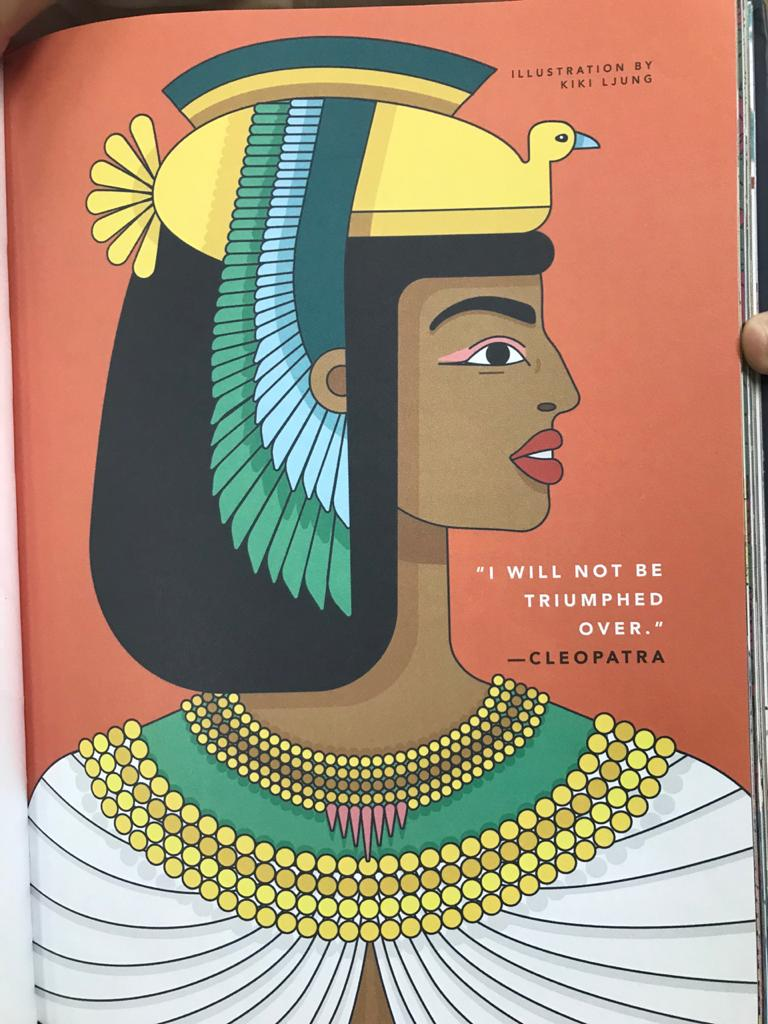 ILLUSTRATION BY
KIKI LJUNG
"I WILL NOT BE
TRIUMPHED
OVER."
—CLEOPATRA